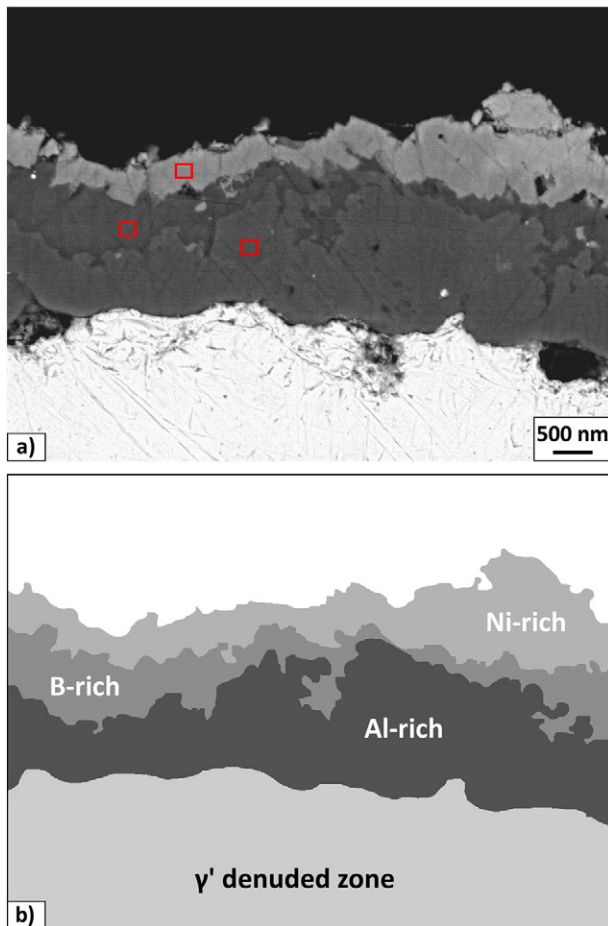 a)
500 nm
Ni-rich
B-rich
Al-rich
γ' denuded zone
b)